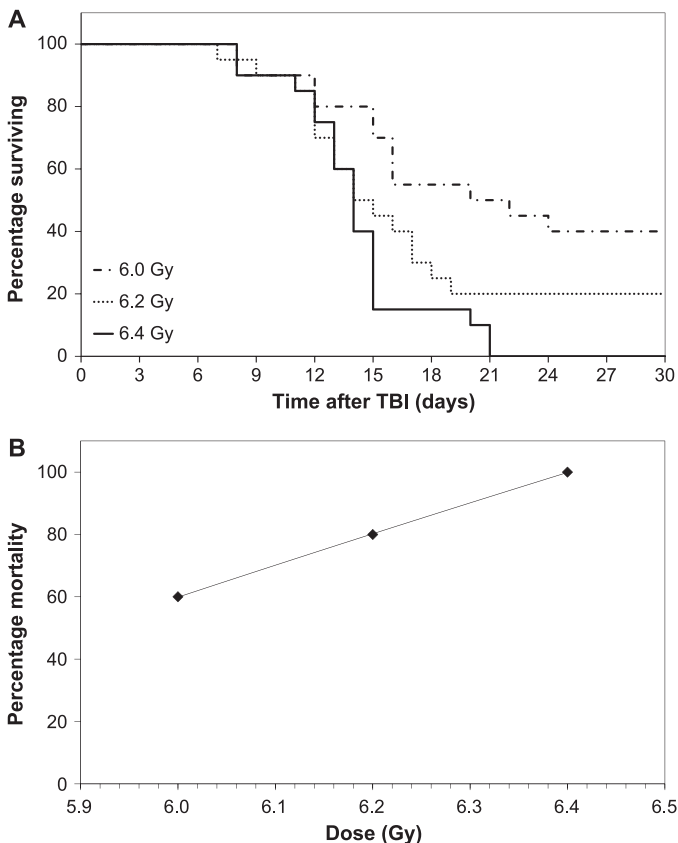 A
100
80
60
40
20
0
Percentage surviving
6.0 Gy
6.2 Gy
6.4 Gy
0 3 6 9 12 15 18 21 24 27 30
Time after TBI (days)
B
100
80
60
40
20
0
Percentage mortality
5.9 6.0 6.1 6.2 6.3 6.4 6.5
Dose (Gy)